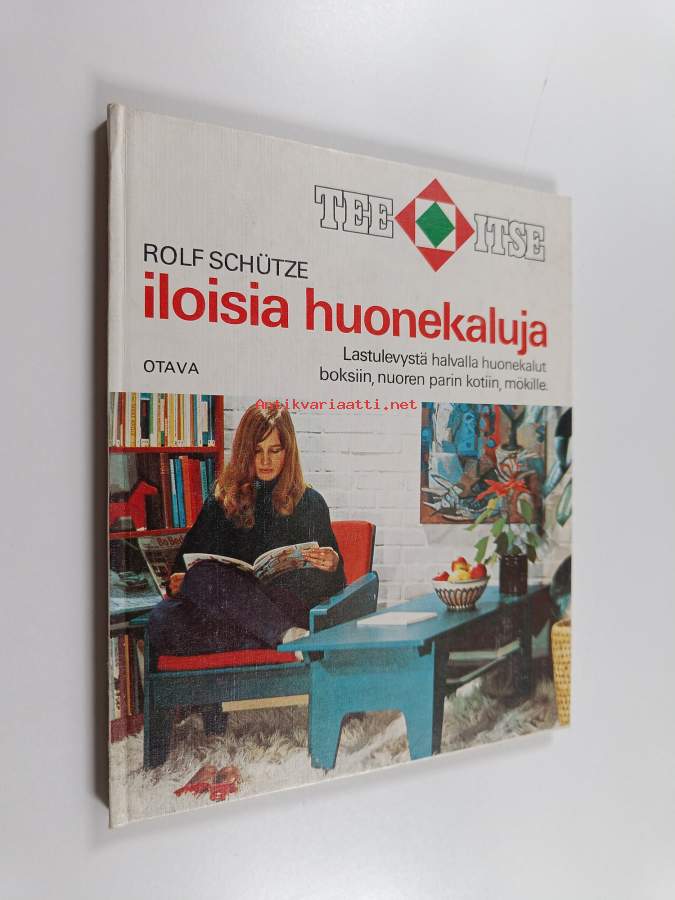 TEE ITSE
ROLF SCHÜTZE
iloisia huonekaluja
Lastulevystä halvalla huonekalut
boksiin, nuoren parin kotiin, mökille.
OTAVA
Antikvariaatti.net